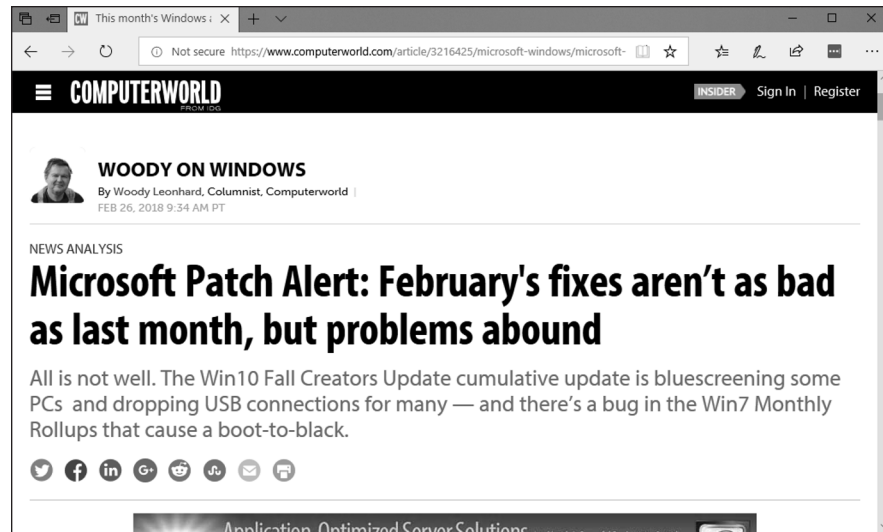 This month's Windows
Not secure https://www.computerworld.com/article/3216425/microsoft-windows/microsoft-
COMPUTERWORLD
FROM IDG
INSIDER Sign In | Register
WOODY ON WINDOWS
By Woody Leonhard, Columnist, Computerworld |
FEB 26, 2018 9:34 AM PT
NEWS ANALYSIS
Microsoft Patch Alert: February's fixes aren't as bad
as last month, but problems abound
All is not well. The Win10 Fall Creators Update cumulative update is bluescreening some
PCs and dropping USB connections for many — and there's a bug in the Win7 Monthly
Rollups that cause a boot-to-black.
Application-Optimized Server Solutions